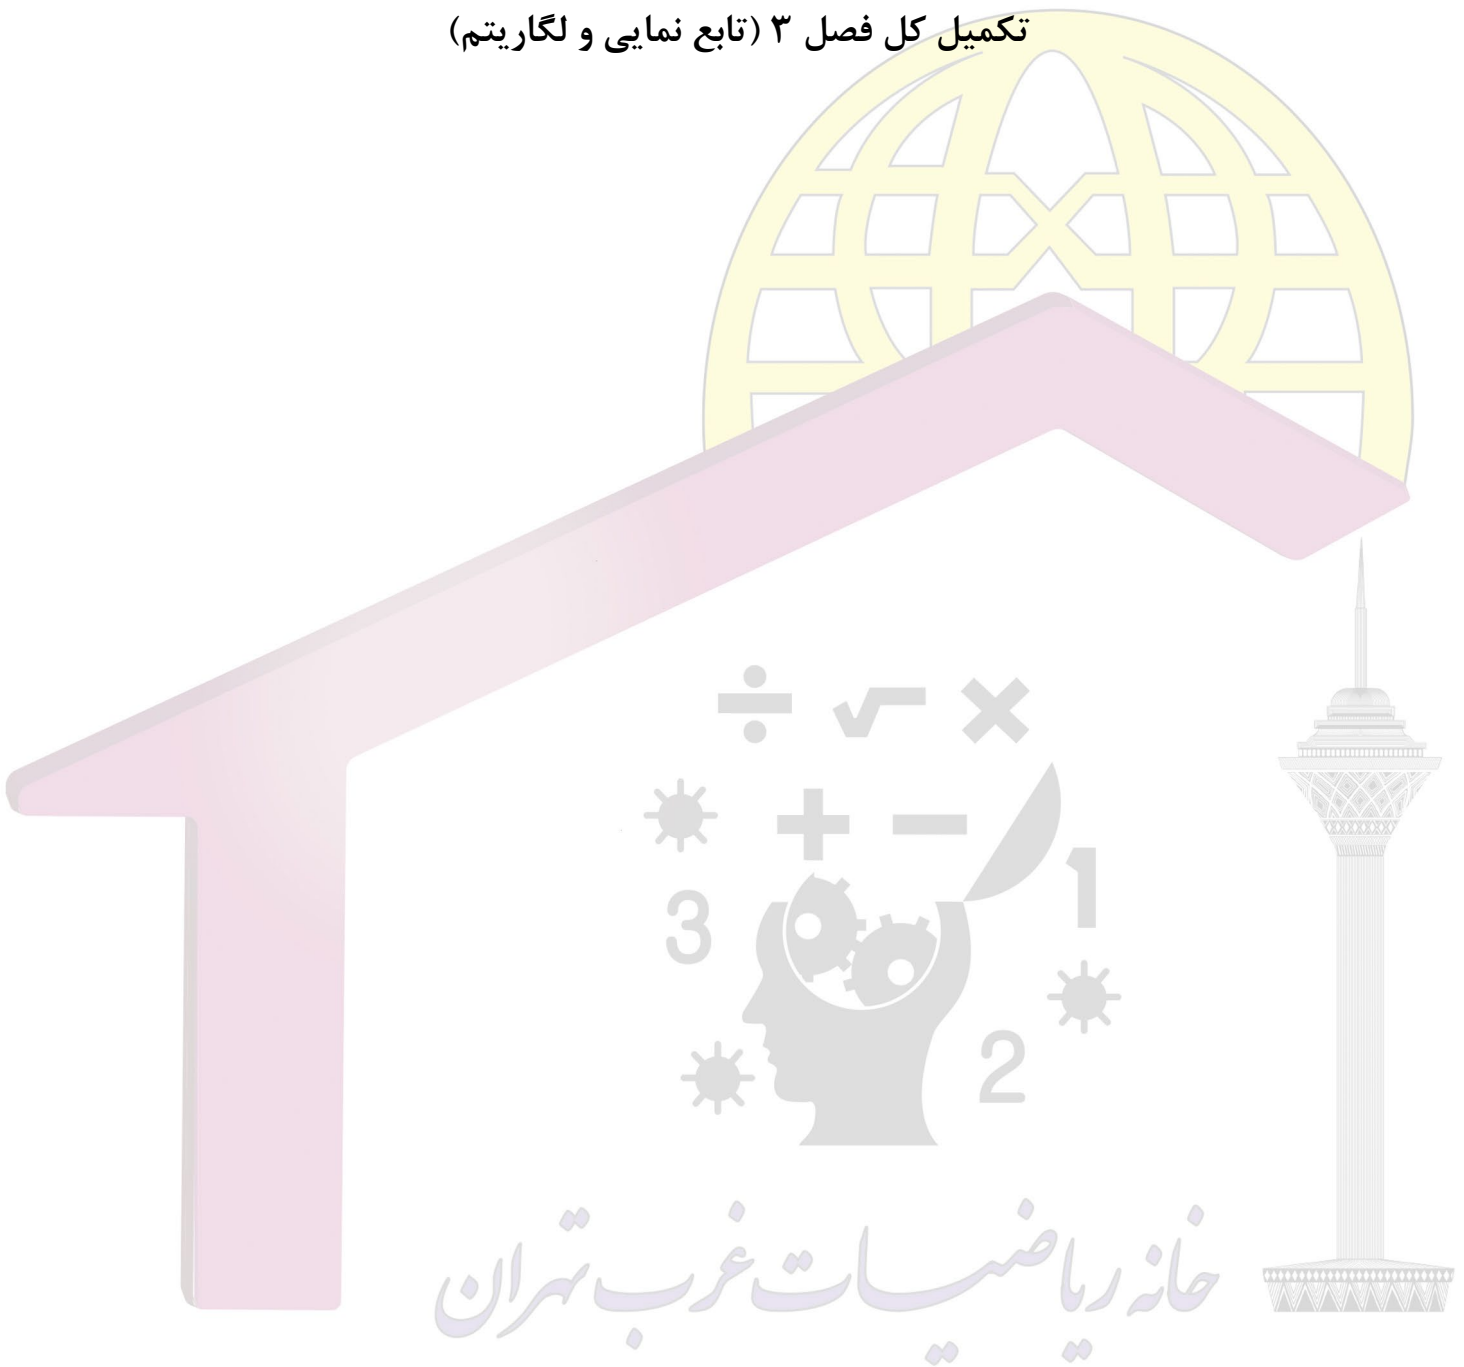 تکمیل کل فصل ۳ (تابع نمایی و لگاریتم)
÷ √ ×
+ −
3
1
2
خانه ریاضیات غرب تهران